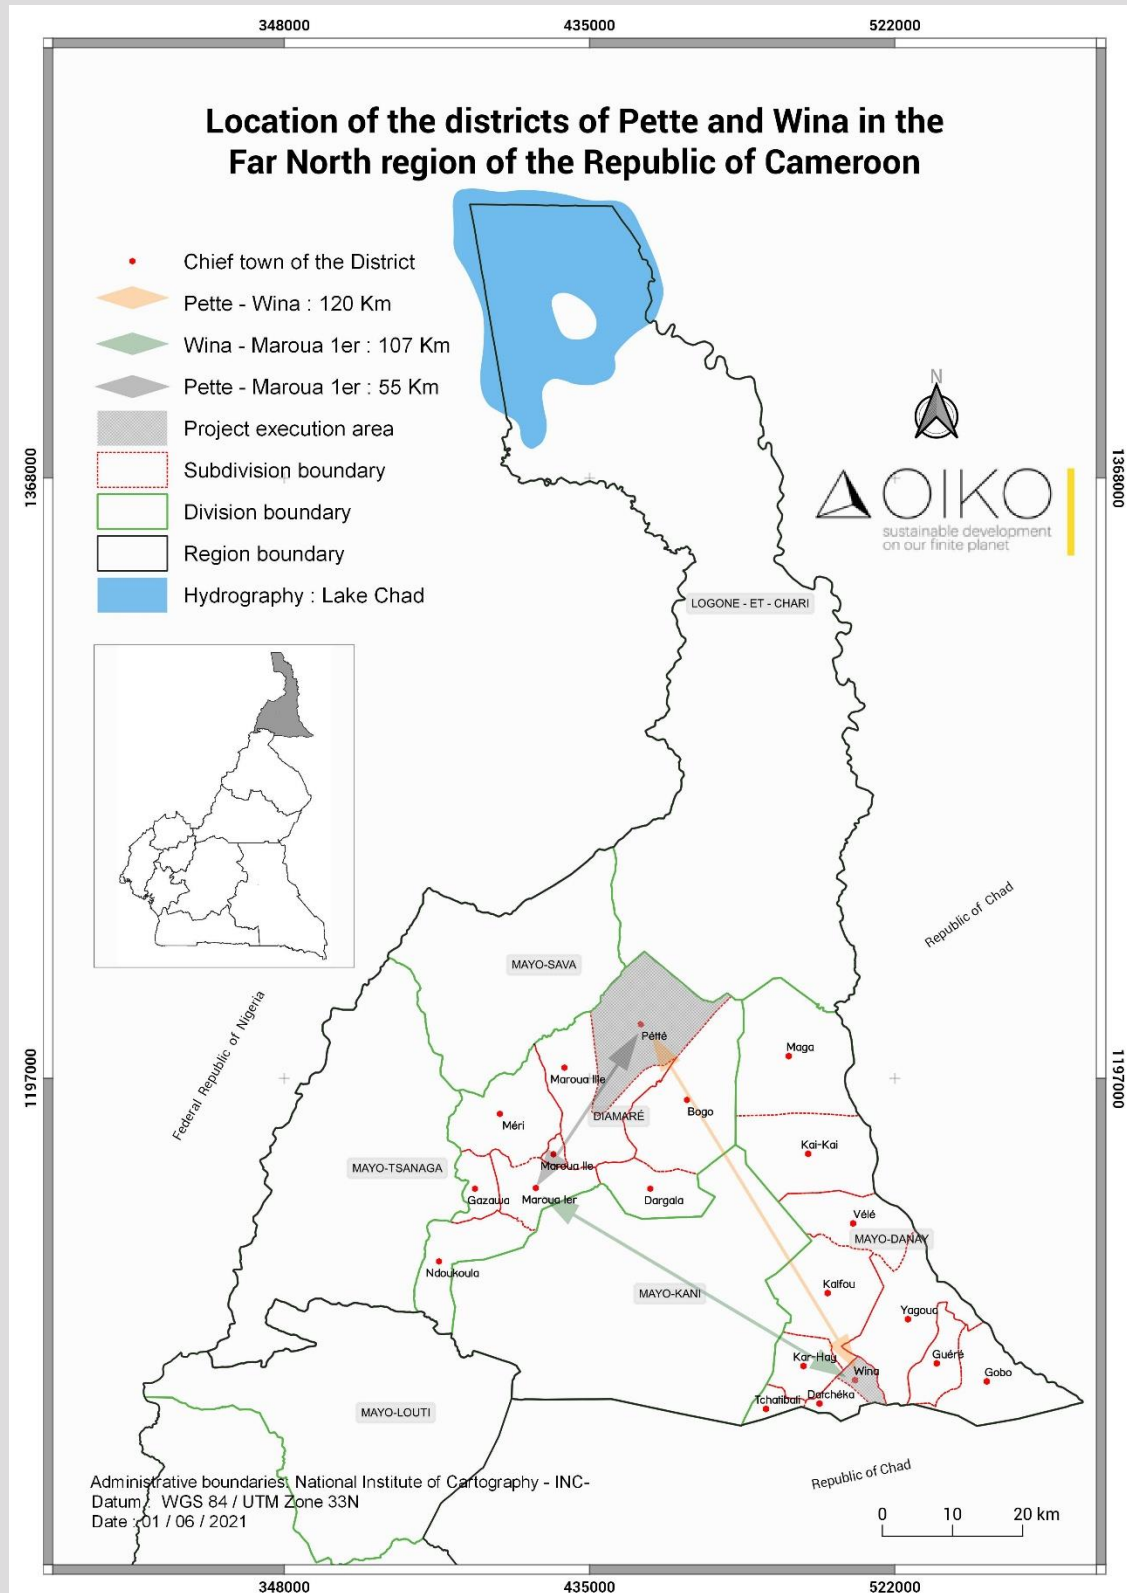 348000
435000
522000
Location of the districts of Pette and Wina in the
Far North region of the Republic of Cameroon
Chief town of the District
Pette - Wina : 120 Km
Wina - Maroua 1er : 107 Km
Pette - Maroua 1er : 55 Km
Project execution area
Subdivision boundary
Division boundary
Region boundary
Hydrography : Lake Chad
N
OIKO
sustainable development
on our finite planet
1368000
1368000
LOGONE - ET - CHARI
Republic of Chad
MAYO-SAVA
Federal Republic of Nigeria
Pétté
Maga
1197000
1197000
Maroua IIIe
Bogo
DIAMARÉ
Méri
Kai-Kai
Maroua IIe
MAYO-TSANAGA
Gazawa
Maroua Ier
Dargala
Vélé
MAYO-DANAY
Ndoukoula
Kalfou
MAYO-KANI
Yagoua
Kar-Hay
Guéré
Wina
Gobo
Tchatibali
Datchéka
MAYO-LOUTI
Republic of Chad
Administrative boundaries: National Institute of Cartography - INC-
Datum : WGS 84 / UTM Zone 33N
Date : 01 / 06 / 2021
0 10 20 km
348000
435000
522000